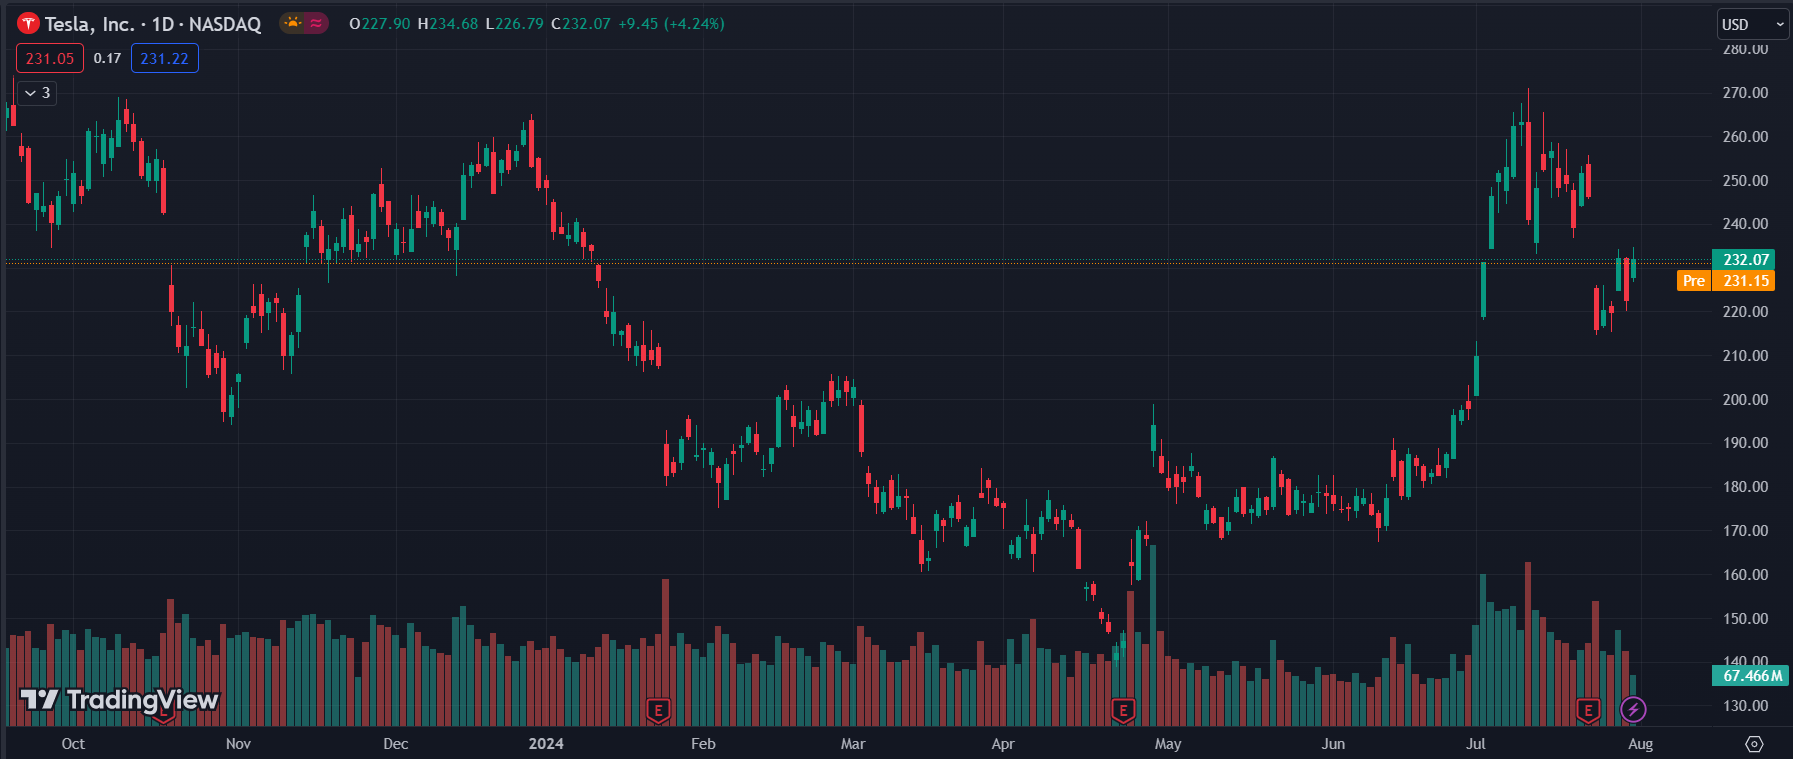 Tesla, Inc. · 1D · NASDAQ O227.90 H234.68 L226.79 C232.07 +9.45 (+4.24%)
USD
231.05 0.17 231.22
3
280.00
270.00
260.00
250.00
240.00
232.07
Pre 231.15
220.00
210.00
200.00
190.00
180.00
170.00
160.00
150.00
140.00
67.466M
130.00
TradingView
E E E E
Oct Nov Dec 2024 Feb Mar Apr May Jun Jul Aug